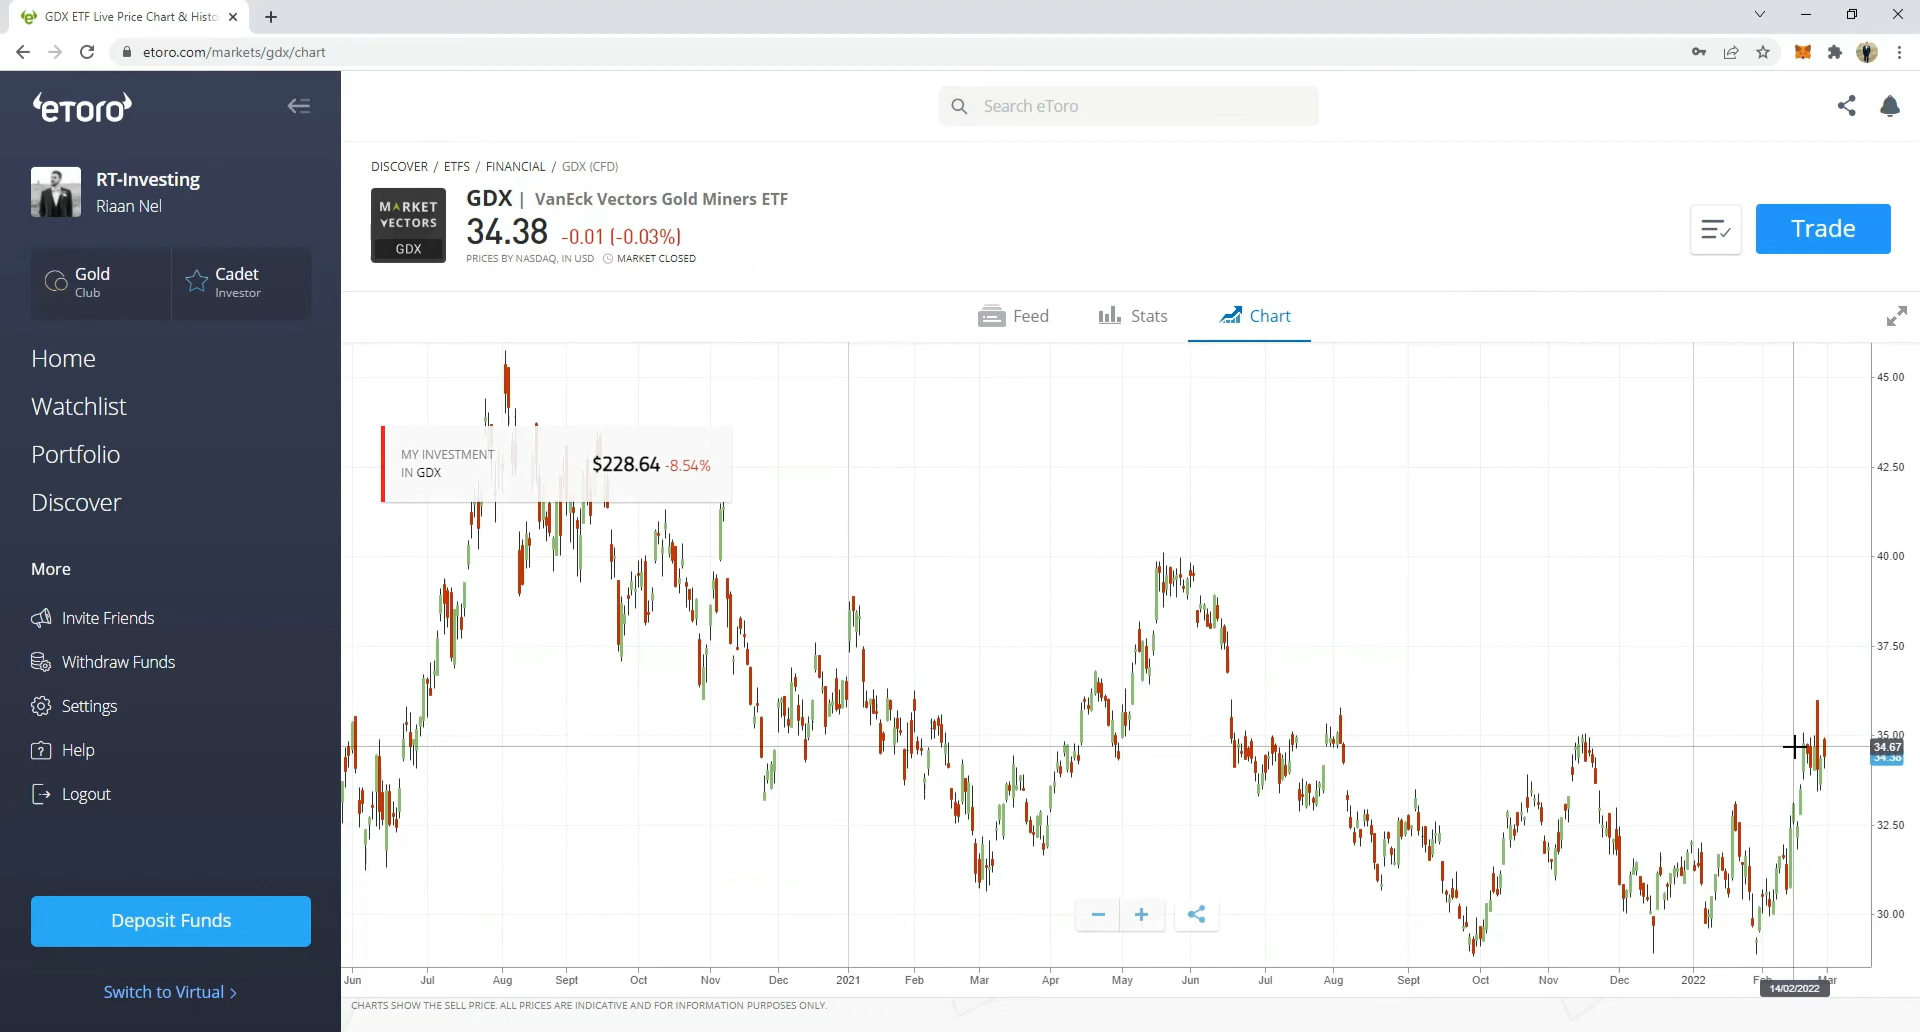 GDX ETF Live Price Chart & Histo
etoro.com/markets/gdx/chart
eToro
Search eToro
RT-Investing
Riaan Nel
Gold
Club
Cadet
Investor
Home
Watchlist
Portfolio
Discover
More
Invite Friends
Withdraw Funds
Settings
Help
Logout
Deposit Funds
Switch to Virtual >
DISCOVER / ETFS / FINANCIAL / GDX (CFD)
MARKET
VECTORS
GDX
GDX | VanEck Vectors Gold Miners ETF
34.38 -0.01 (-0.03%)
PRICES BY NASDAQ, IN USD MARKET CLOSED
Trade
Feed
Stats
Chart
MY INVESTMENT
IN GDX
$228.64 -8.54%
45.00
42.50
40.00
37.50
35.00
34.67
34.38
32.50
30.00
Jun Jul Aug Sept Oct Nov Dec 2021 Feb Mar Apr May Jun Jul Aug Sept Oct Nov Dec 2022 Feb Mar
14/02/2022
CHARTS SHOW THE SELL PRICE. ALL PRICES ARE INDICATIVE AND FOR INFORMATION PURPOSES ONLY.